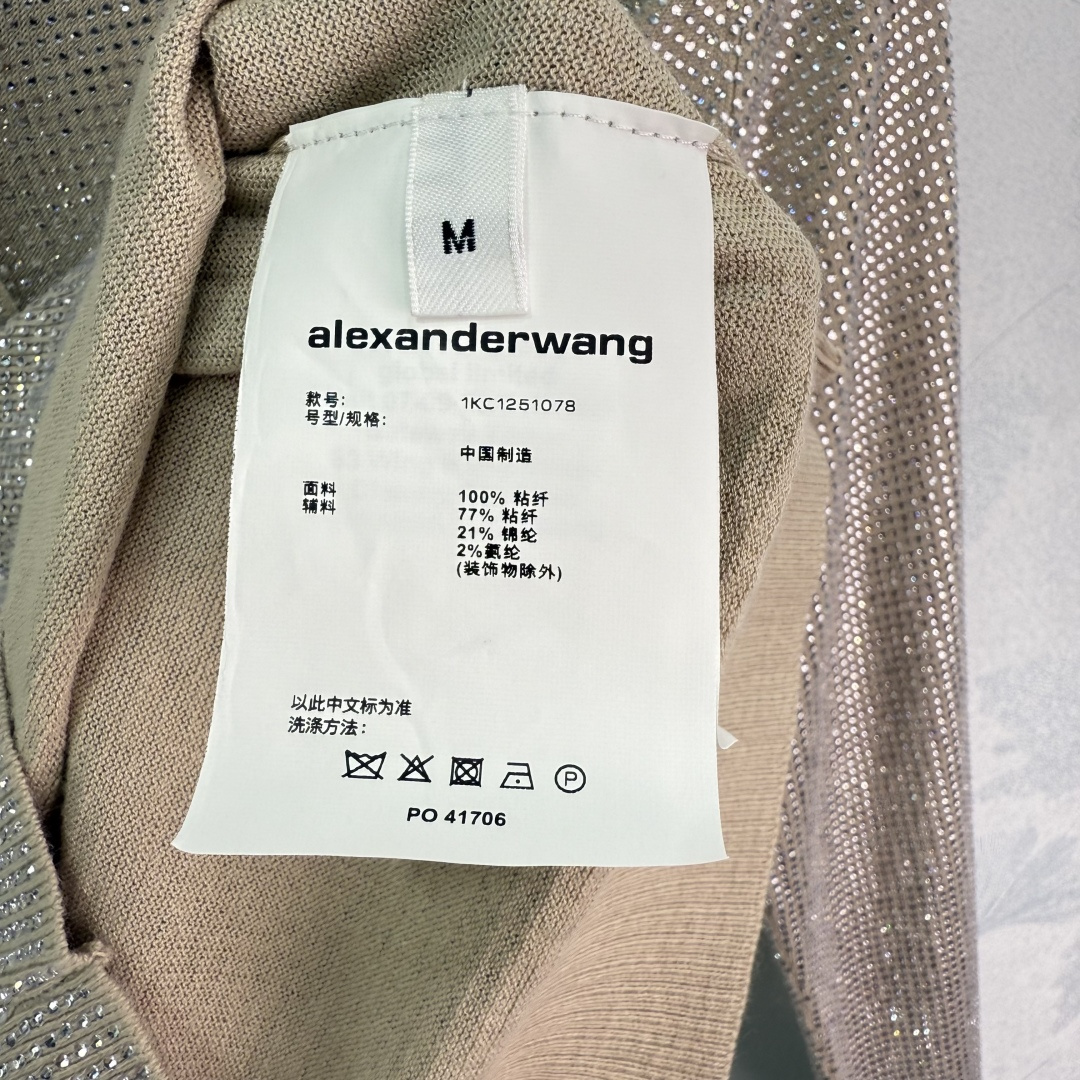 M
alexanderwang
款号: 1KC1251078
号型/规格:
中国制造
面料 100% 粘纤
辅料 77% 粘纤
21% 锦纶
2%氨纶
(装饰物除外)
以此中文标为准
洗涤方法:
P
PO 41706